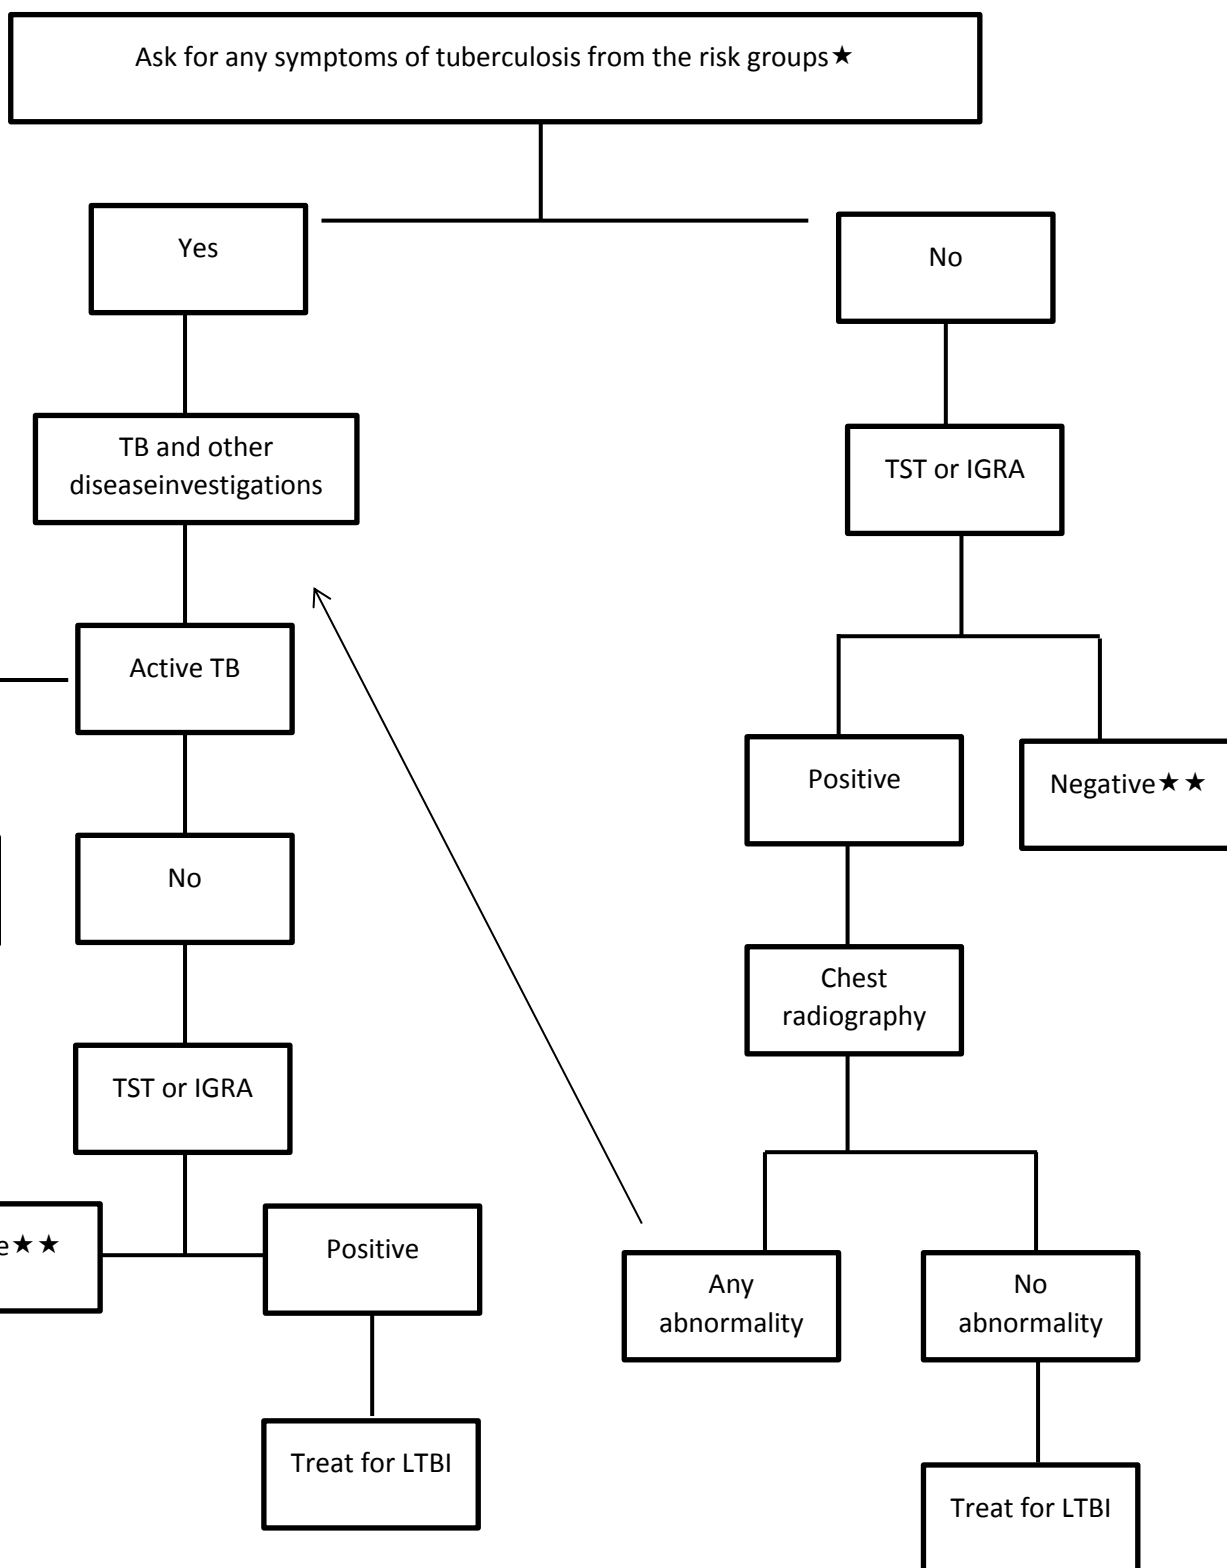 Ask for any symptoms of tuberculosis from the risk groups★
Yes
No
TB and other
diseaseinvestigations
TST or IGRA
Active TB
Positive
Negative★★
No
Chest
radiography
TST or IGRA
e★★
Positive
Any
abnormality
No
abnormality
Treat for LTBI
Treat for LTBI